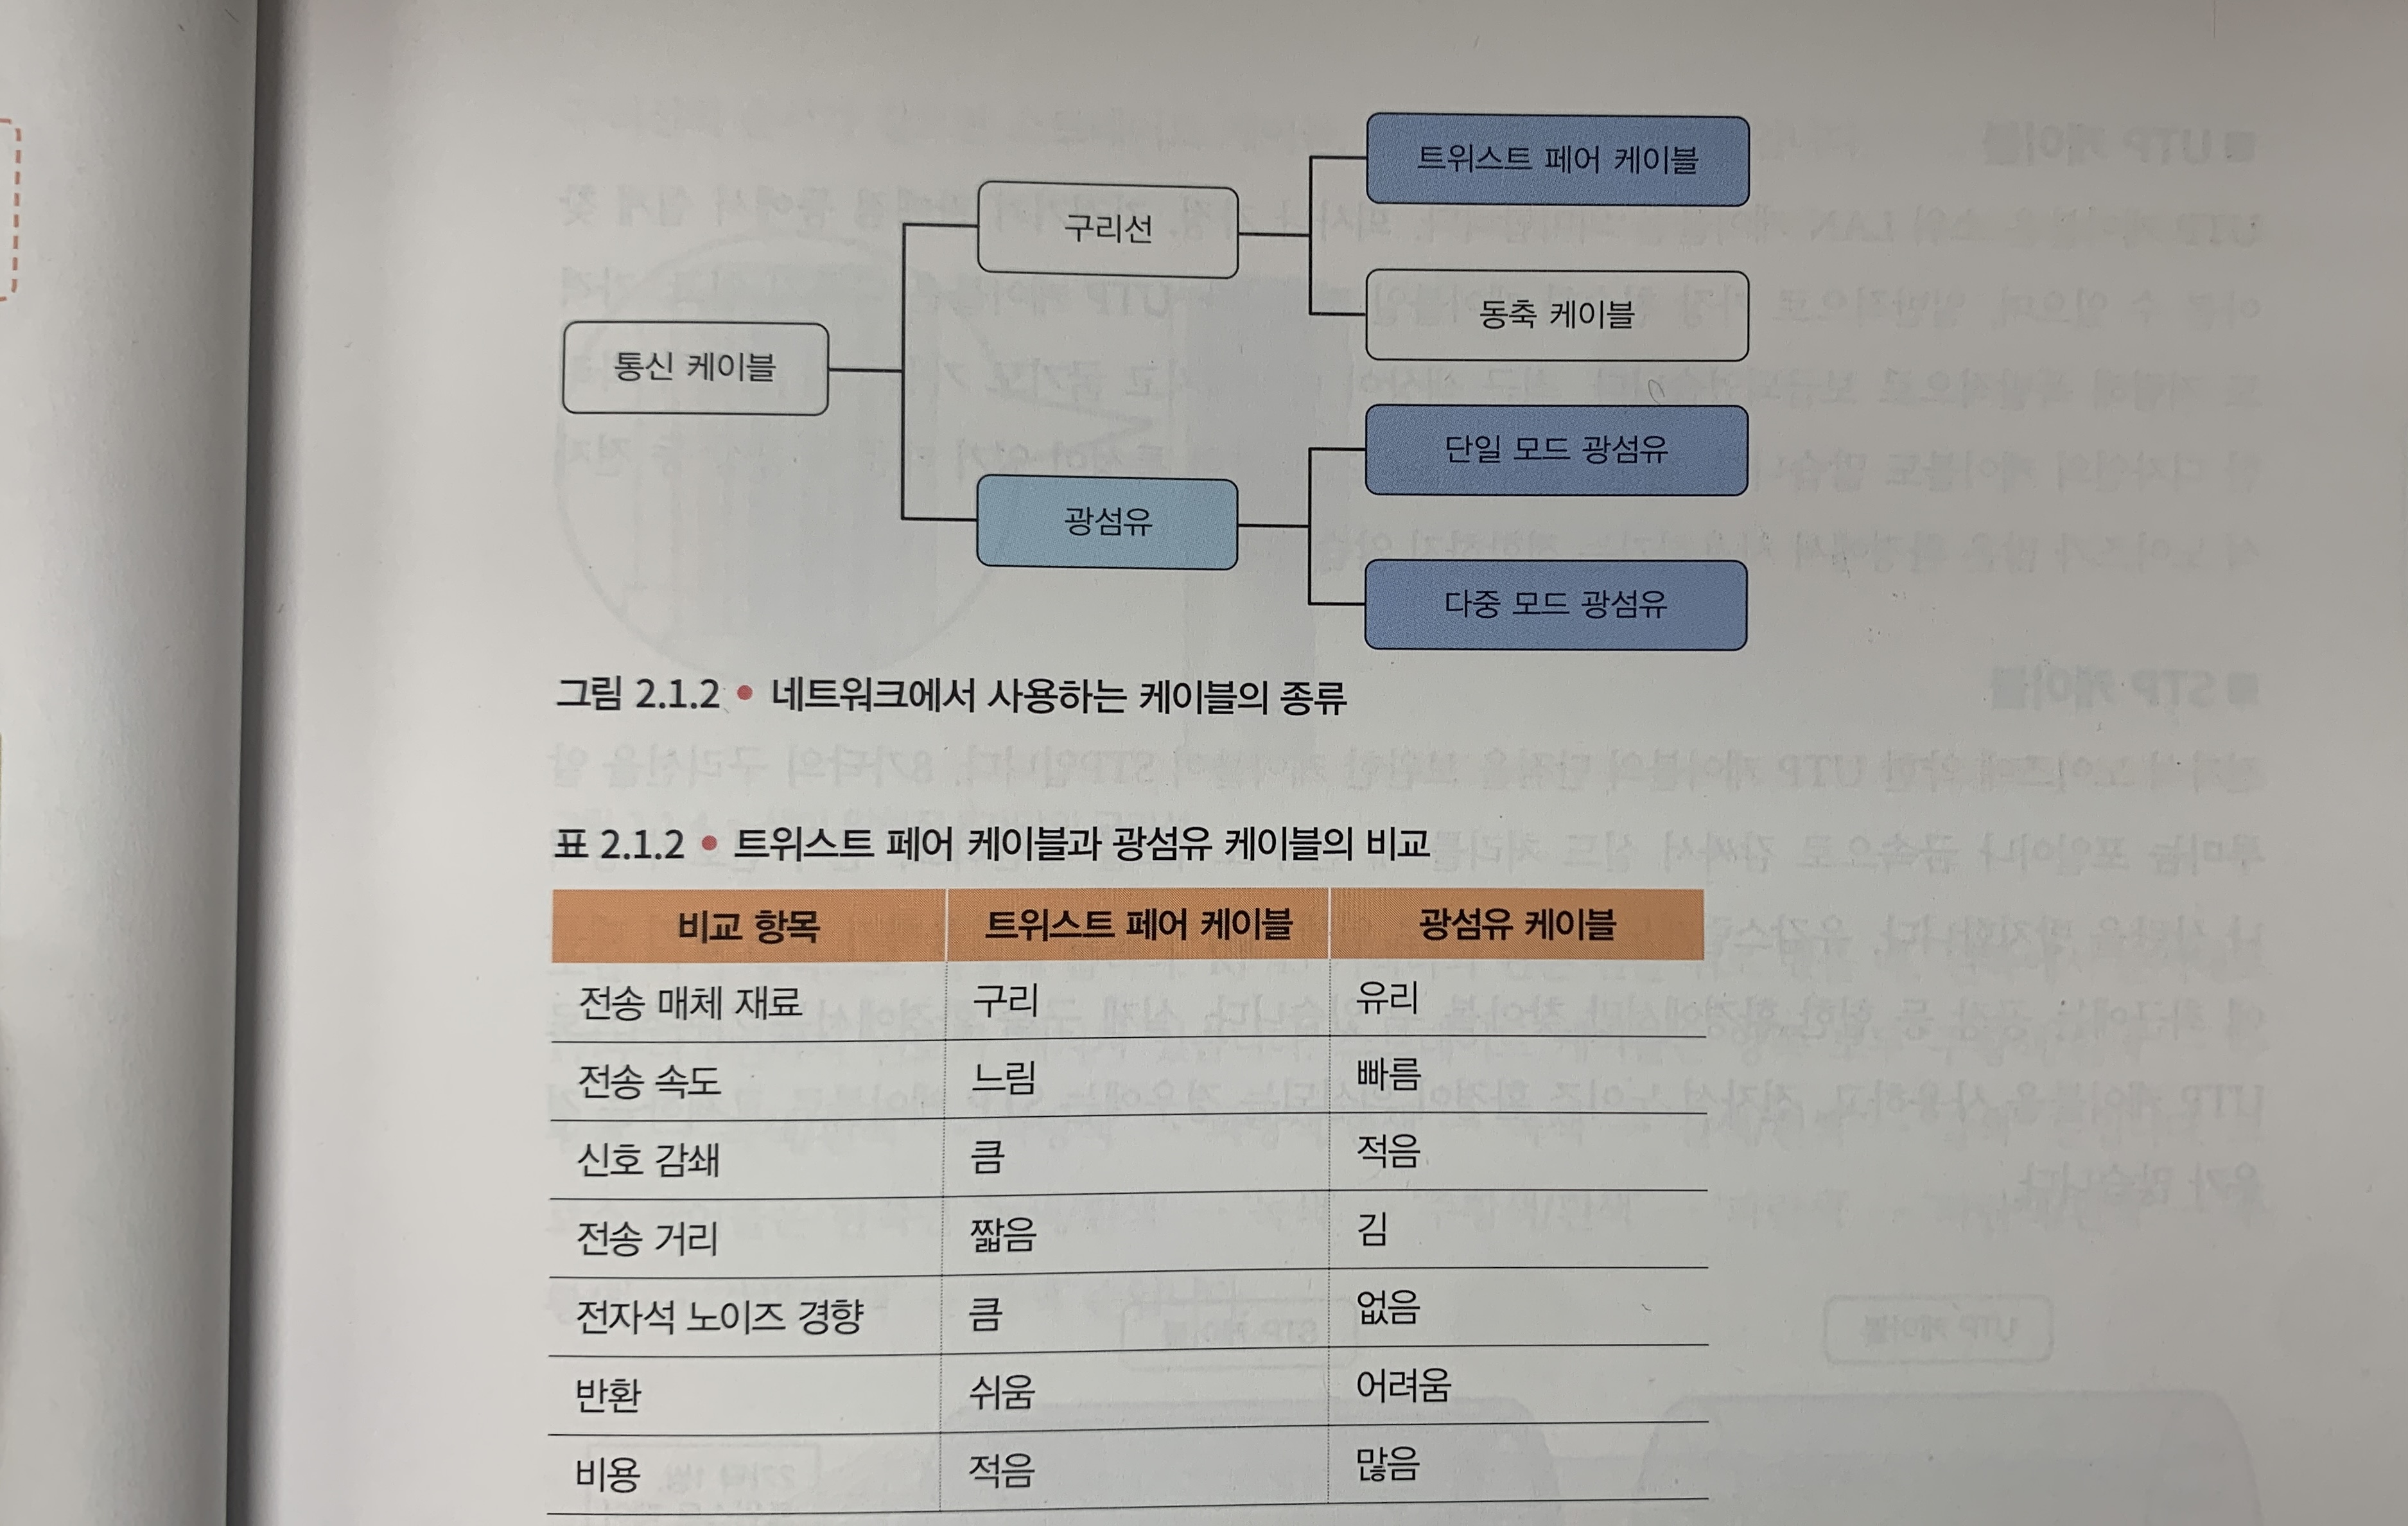 트위스트 페어 케이블
구리선
동축 케이블
통신 케이블
단일 모드 광섬유
광섬유
다중 모드 광섬유
그림 2.1.2 • 네트워크에서 사용하는 케이블의 종류
표 2.1.2 • 트위스트 페어 케이블과 광섬유 케이블의 비교
비교 항목 트위스트 페어 케이블 광섬유 케이블
전송 매체 재료 구리 유리
전송 속도 느림 빠름
신호 감쇄 큼 적음
전송 거리 짧음 김
전자석 노이즈 경향 큼 없음
반환 쉬움 어려움
비용 적음 많음